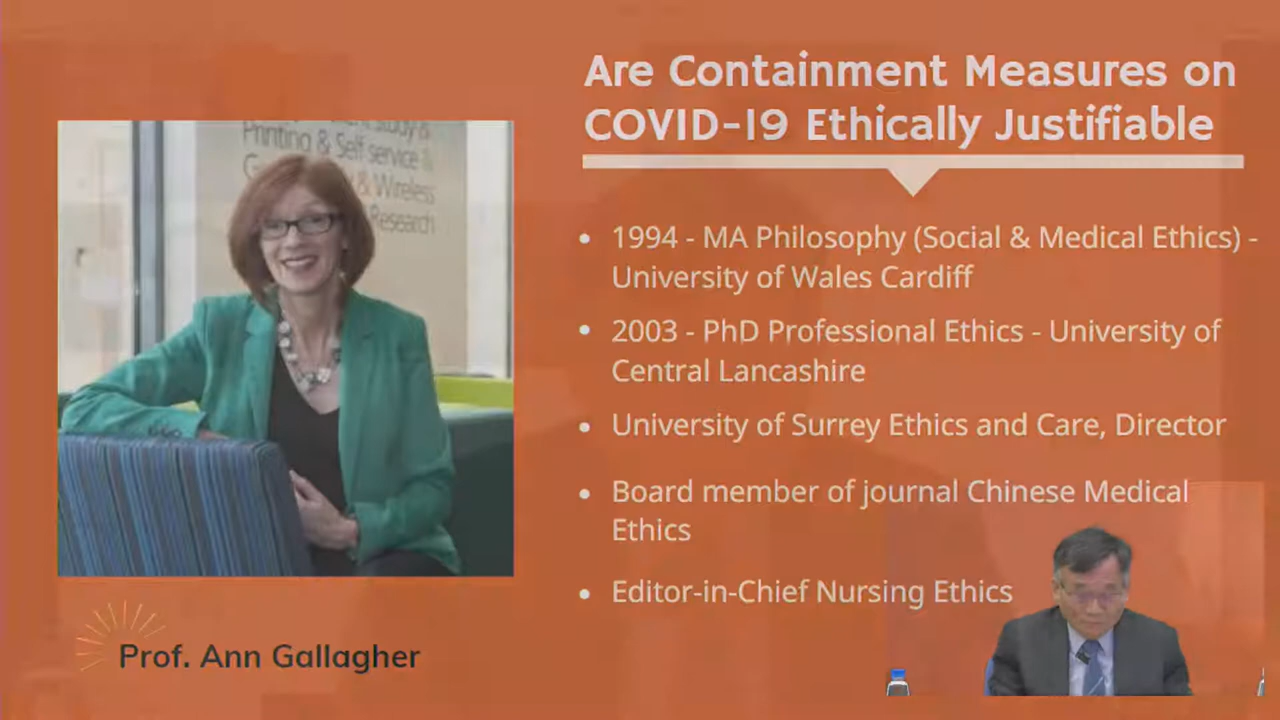 Are Containment Measures on
COVID-19 Ethically Justifiable
Printing & Self service &
& Wireless
Research
• 1994 - MA Philosophy (Social & Medical Ethics) -
University of Wales Cardiff
• 2003 - PhD Professional Ethics - University of
Central Lancashire
• University of Surrey Ethics and Care, Director
• Board member of journal Chinese Medical
Ethics
• Editor-in-Chief Nursing Ethics
Prof. Ann Gallagher